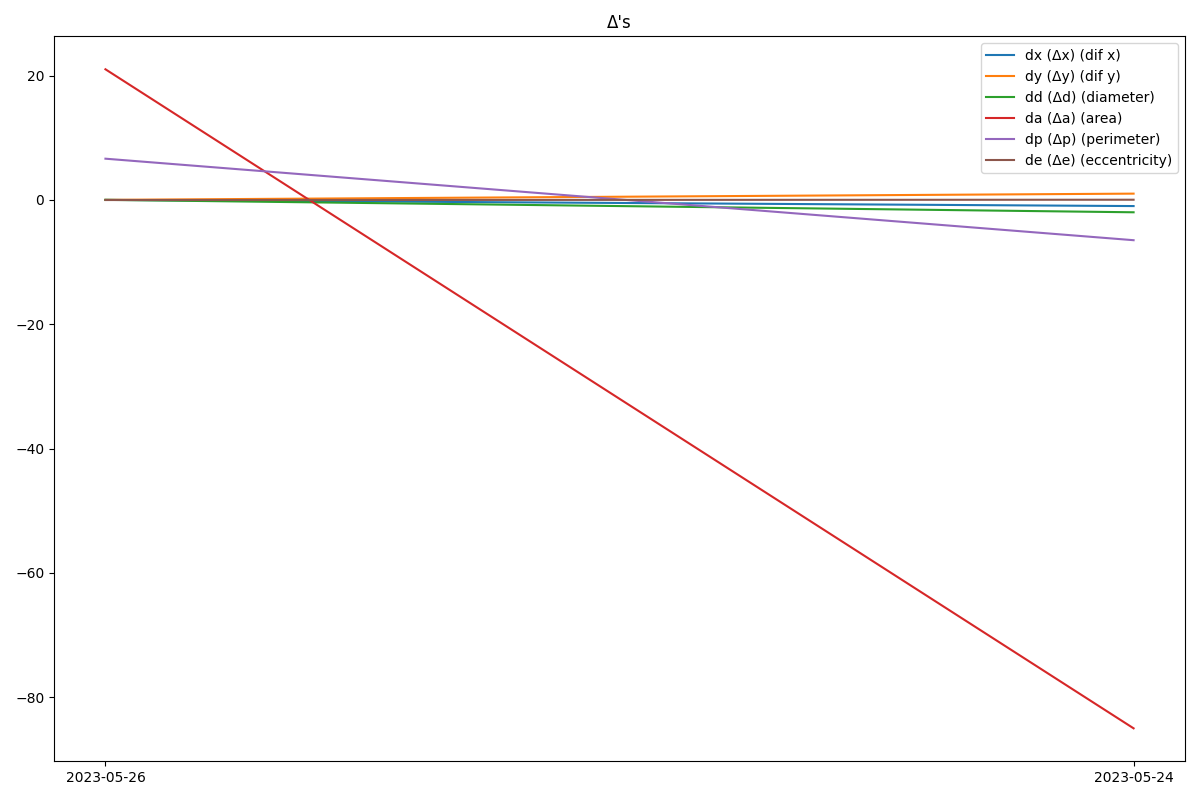 Δ's
dx (Δx) (dif x)
dy (Δy) (dif y)
dd (Δd) (diameter)
da (Δa) (area)
dp (Δp) (perimeter)
de (Δe) (eccentricity)
20
0
−20
−40
−60
−80
2023-05-26 2023-05-24